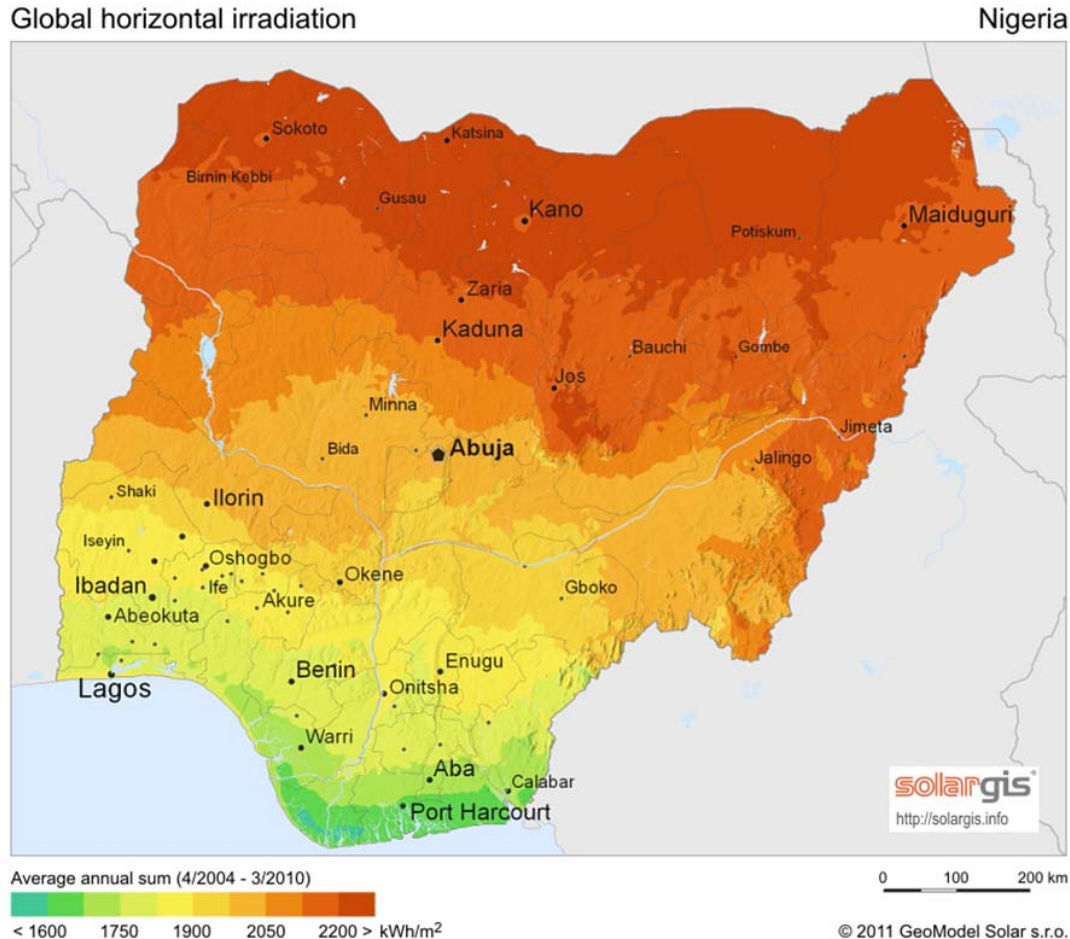 Global horizontal irradiation
Nigeria
Sokoto
Katsina
Birnin Kebbi
Gusau
Kano
Maiduguri
Potiskum
Zaria
Kaduna
Bauchi
Gombe
Jos
Minna
Jimeta
Bida
Abuja
Jalingo
Shaki
Ilorin
Iseyin
Oshogbo
Okene
Ibadan
Ife
Gboko
Akure
Abeokuta
Enugu
Benin
Lagos
Onitsha
Warri
Aba
Calabar
Port Harcourt
solargis
http://solargis.info
Average annual sum (4/2004 - 3/2010)
0 100 200 km
< 1600 1750 1900 2050 2200 > kWh/m²
© 2011 GeoModel Solar s.r.o.